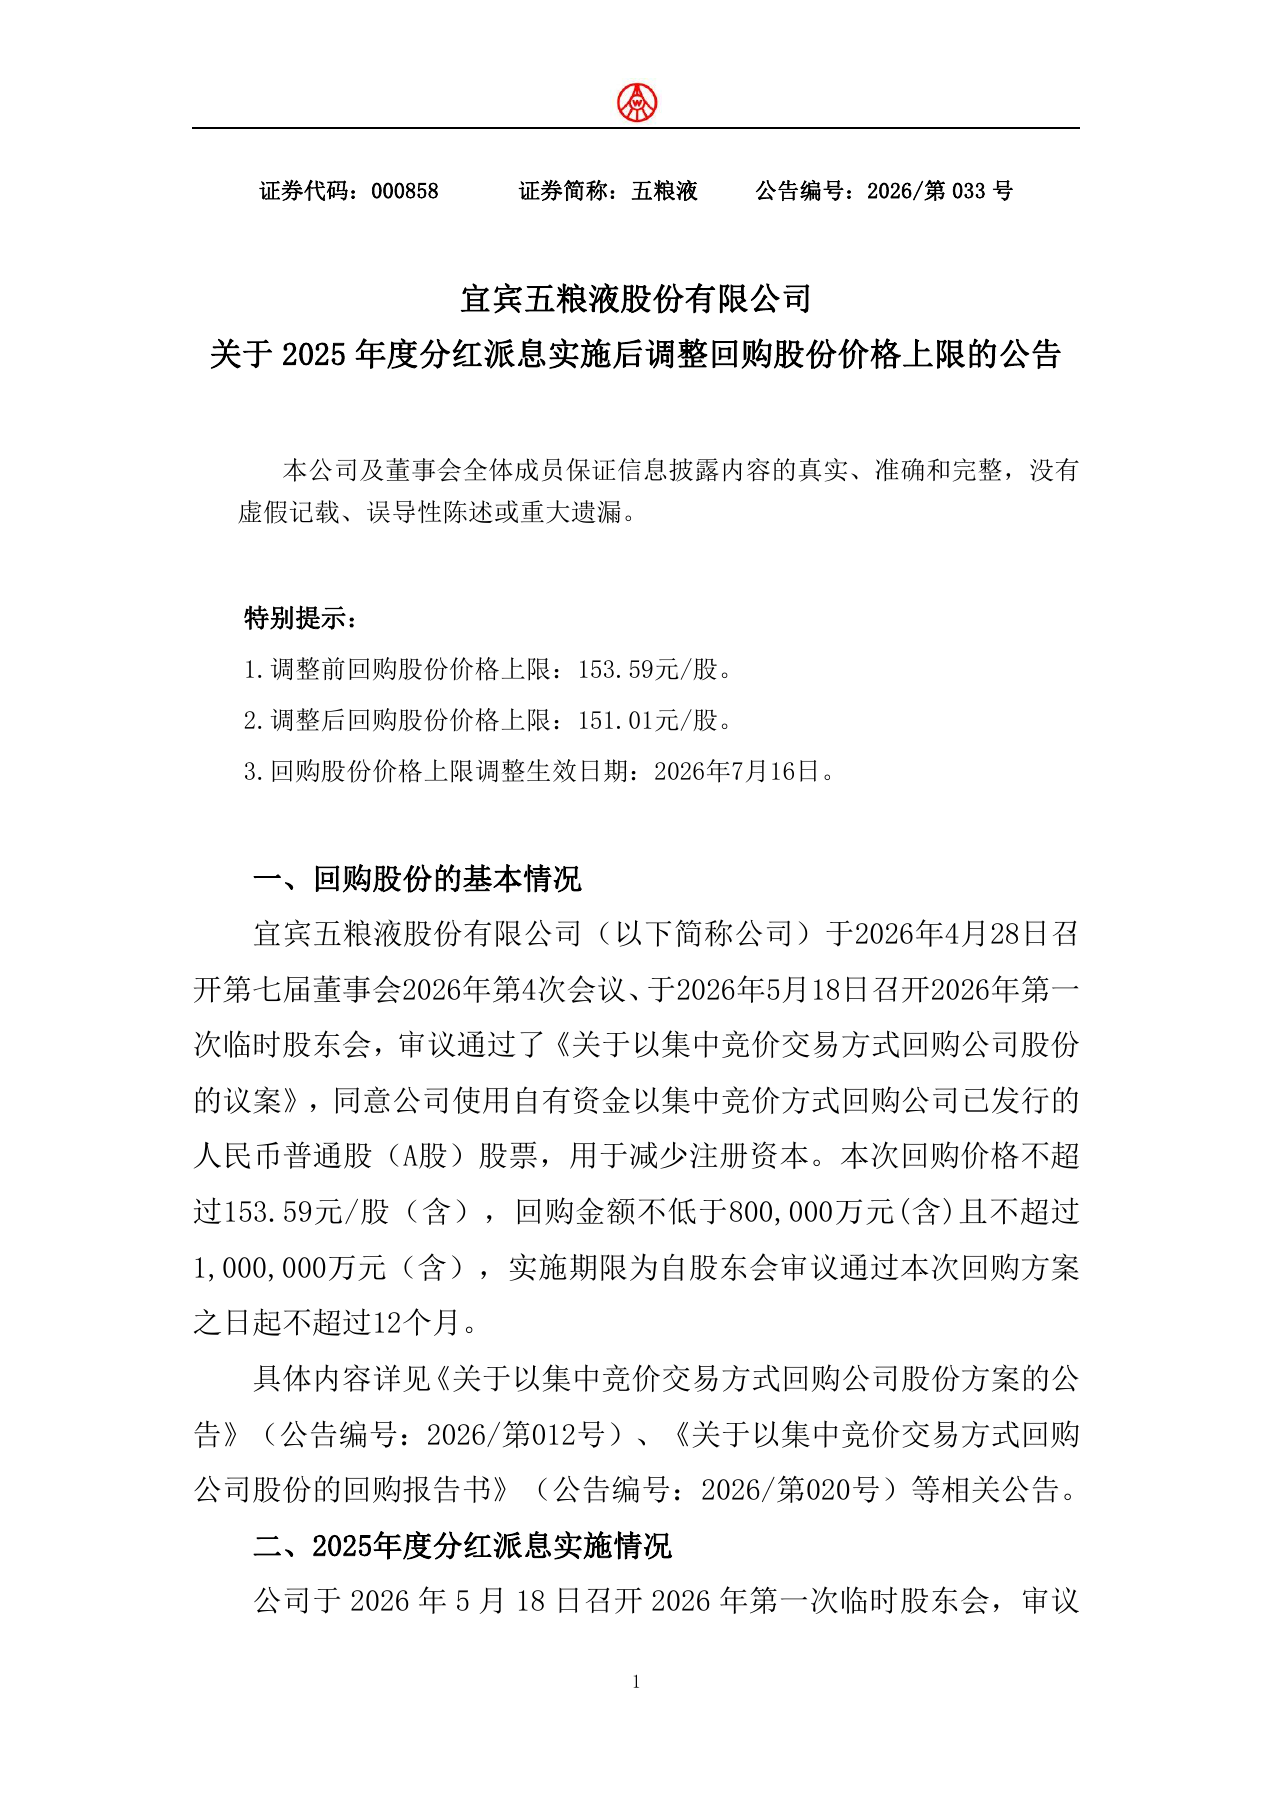 证券代码：000858 证券简称：五粮液 公告编号：2026/第 033 号
宜宾五粮液股份有限公司
关于 2025 年度分红派息实施后调整回购股份价格上限的公告
本公司及董事会全体成员保证信息披露内容的真实、准确和完整，没有
虚假记载、误导性陈述或重大遗漏。
特别提示：
1.调整前回购股份价格上限：153.59元/股。
2.调整后回购股份价格上限：151.01元/股。
3.回购股份价格上限调整生效日期：2026年7月16日。
一、回购股份的基本情况
宜宾五粮液股份有限公司（以下简称公司）于2026年4月28日召
开第七届董事会2026年第4次会议、于2026年5月18日召开2026年第一
次临时股东会，审议通过了《关于以集中竞价交易方式回购公司股份
的议案》，同意公司使用自有资金以集中竞价方式回购公司已发行的
人民币普通股（A股）股票，用于减少注册资本。本次回购价格不超
过153.59元/股（含），回购金额不低于800,000万元(含)且不超过
1,000,000万元（含），实施期限为自股东会审议通过本次回购方案
之日起不超过12个月。
具体内容详见《关于以集中竞价交易方式回购公司股份方案的公
告》（公告编号：2026/第012号）、《关于以集中竞价交易方式回购
公司股份的回购报告书》（公告编号：2026/第020号）等相关公告。
二、2025年度分红派息实施情况
公司于 2026 年 5 月 18 日召开 2026 年第一次临时股东会，审议
1